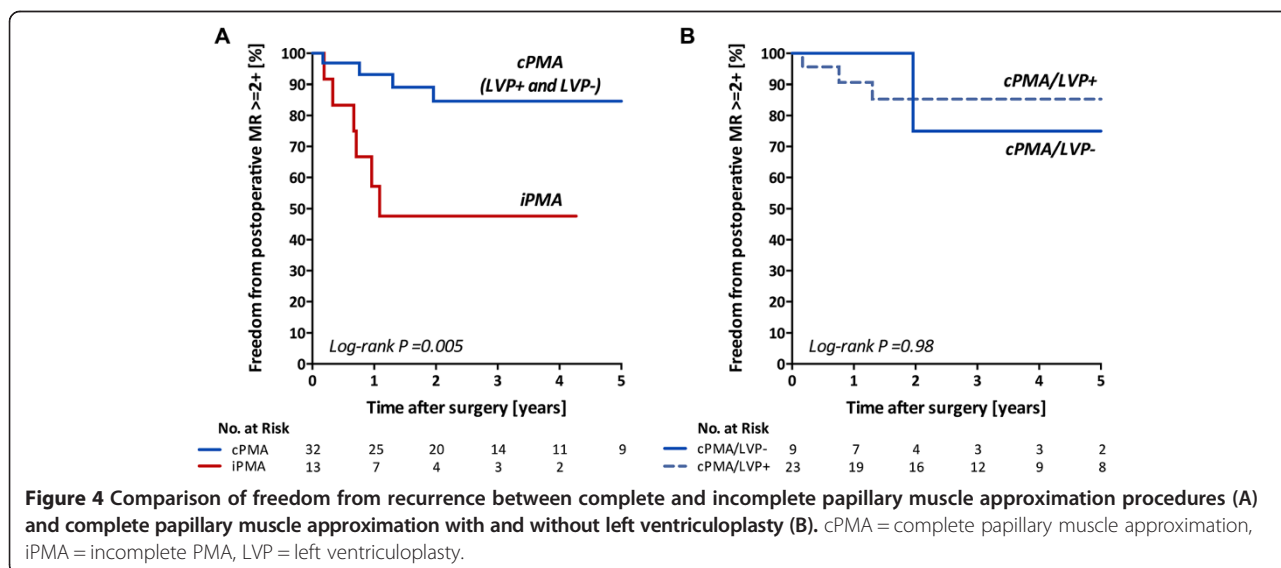 A
Freedom from postoperative MR >=2+ [%]
100
90
80
70
60
50
40
30
20
10
0
cPMA
(LVP+ and LVP-)
iPMA
Log-rank P =0.005
0 1 2 3 4 5
Time after surgery [years]
No. at Risk
cPMA 32 25 20 14 11 9
iPMA 13 7 4 3 2
B
Freedom from postoperative MR >=2+ [%]
100
90
80
70
60
50
40
30
20
10
0
cPMA/LVP+
cPMA/LVP-
Log-rank P =0.98
0 1 2 3 4 5
Time after surgery [years]
No. at Risk
cPMA/LVP- 9 7 4 3 3 2
cPMA/LVP+ 23 19 16 12 9 8
Figure 4 Comparison of freedom from recurrence between complete and incomplete papillary muscle approximation procedures (A)
and complete papillary muscle approximation with and without left ventriculoplasty (B). cPMA = complete papillary muscle approximation,
iPMA = incomplete PMA, LVP = left ventriculoplasty.